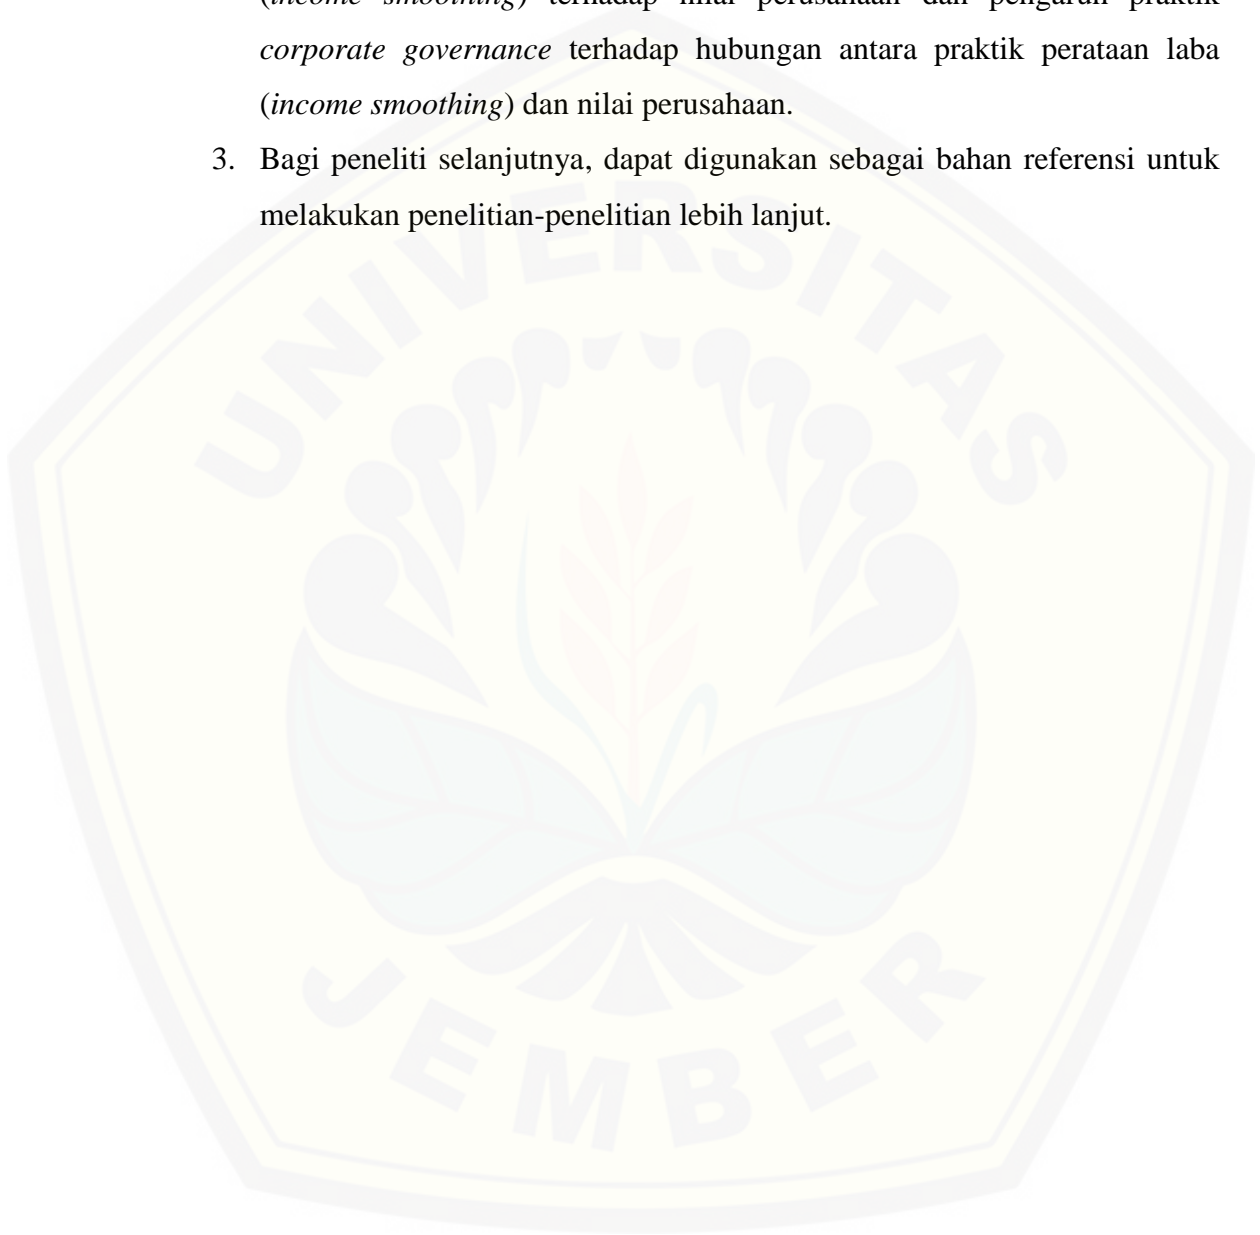 (income smoothing) terhadap nilai perusahaan dan pengaruh praktik
corporate governance terhadap hubungan antara praktik perataan laba
(income smoothing) dan nilai perusahaan.
3. Bagi peneliti selanjutnya, dapat digunakan sebagai bahan referensi untuk
melakukan penelitian-penelitian lebih lanjut.
UNIVERSITAS
JEMBER